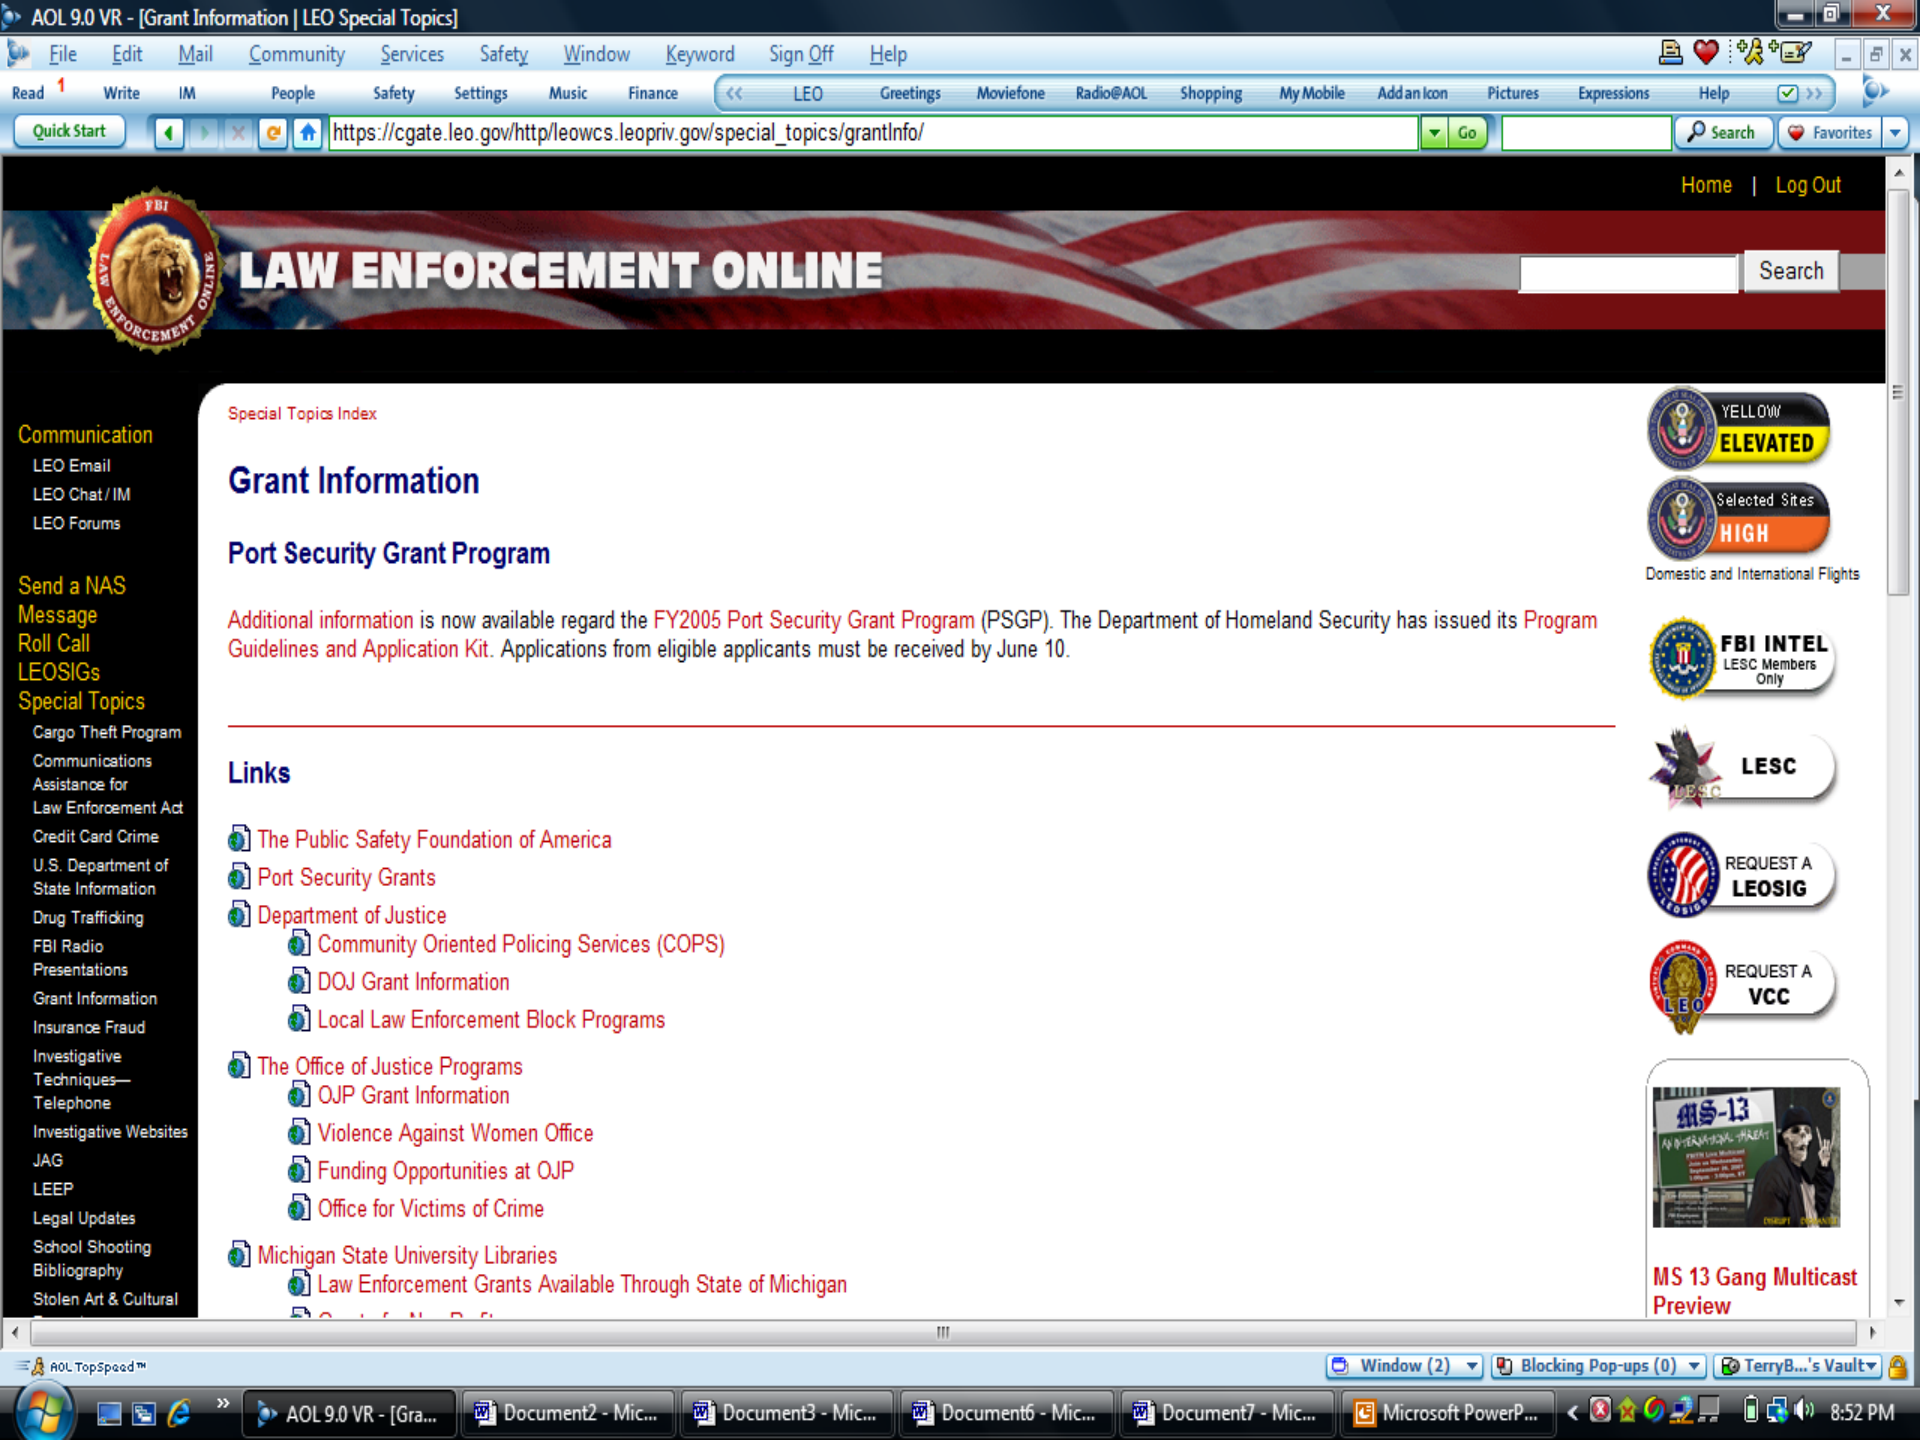 AOL 9.0 VR - [Grant Information | LEO Special Topics]
File Edit Mail Community Services Safety Window Keyword Sign Off Help
Read 1 Write IM People Safety Settings Music Finance << LEO Greetings Moviefone Radio@AOL Shopping My Mobile Add an Icon Pictures Expressions Help >>
Quick Start https://cgate.leo.gov/http/leowcs.leopriv.gov/special_topics/grantInfo/ Go Search Favorites
Home | Log Out
FBI
LAW ENFORCEMENT ONLINE
LAW ENFORCEMENT ONLINE
Search
Communication
LEO Email
LEO Chat / IM
LEO Forums
Send a NAS
Message
Roll Call
LEOSIGs
Special Topics
Cargo Theft Program
Communications
Assistance for
Law Enforcement Act
Credit Card Crime
U.S. Department of
State Information
Drug Trafficking
FBI Radio
Presentations
Grant Information
Insurance Fraud
Investigative
Techniques—
Telephone
Investigative Websites
JAG
LEEP
Legal Updates
School Shooting
Bibliography
Stolen Art & Cultural
Special Topics Index
Grant Information
Port Security Grant Program
Additional information is now available regard the FY2005 Port Security Grant Program (PSGP). The Department of Homeland Security has issued its Program
Guidelines and Application Kit. Applications from eligible applicants must be received by June 10.
Links
The Public Safety Foundation of America
Port Security Grants
Department of Justice
Community Oriented Policing Services (COPS)
DOJ Grant Information
Local Law Enforcement Block Programs
The Office of Justice Programs
OJP Grant Information
Violence Against Women Office
Funding Opportunities at OJP
Office for Victims of Crime
Michigan State University Libraries
Law Enforcement Grants Available Through State of Michigan
YELLOW
ELEVATED
Selected Sites
HIGH
Domestic and International Flights
FBI INTEL
LESC Members
Only
LESC
LESC
REQUEST A
LEOSIG
LEOSIGS
REQUEST A
VCC
LEO
MS-13
AN INTERNATIONAL THREAT
MS 13 Gang Multicast
Preview
AOL TopSpeed™
Window (2) Blocking Pop-ups (0) TerryB...'s Vault
» AOL 9.0 VR - [Gra... Document2 - Mic... Document3 - Mic... Document6 - Mic... Document7 - Mic... Microsoft PowerP... < 8:52 PM